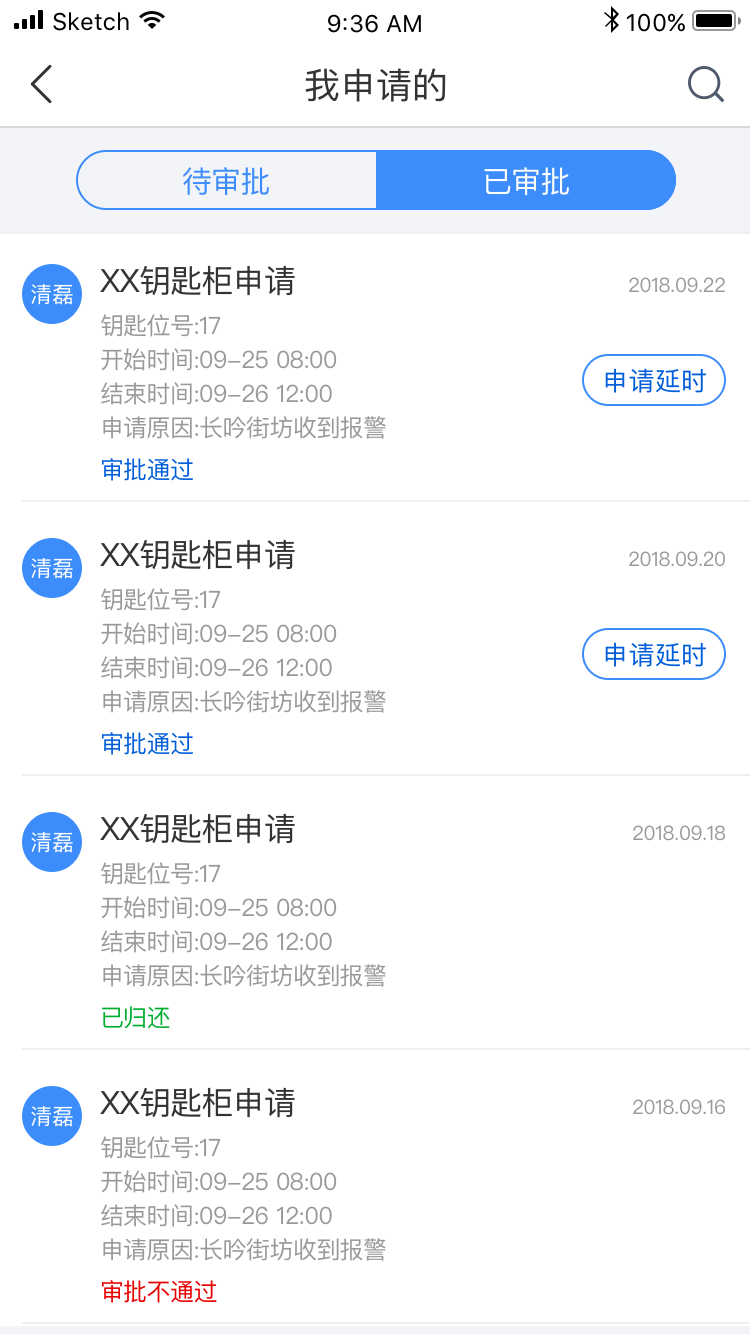 Sketch 9:36 AM 100%
我申请的
待审批 已审批
清磊 XX钥匙柜申请 2018.09.22
钥匙位号:17
开始时间:09–25 08:00
结束时间:09–26 12:00
申请延时
申请原因:长吟街坊收到报警
审批通过
清磊 XX钥匙柜申请 2018.09.20
钥匙位号:17
开始时间:09–25 08:00
结束时间:09–26 12:00
申请延时
申请原因:长吟街坊收到报警
审批通过
清磊 XX钥匙柜申请 2018.09.18
钥匙位号:17
开始时间:09–25 08:00
结束时间:09–26 12:00
申请原因:长吟街坊收到报警
已归还
清磊 XX钥匙柜申请 2018.09.16
钥匙位号:17
开始时间:09–25 08:00
结束时间:09–26 12:00
申请原因:长吟街坊收到报警
审批不通过